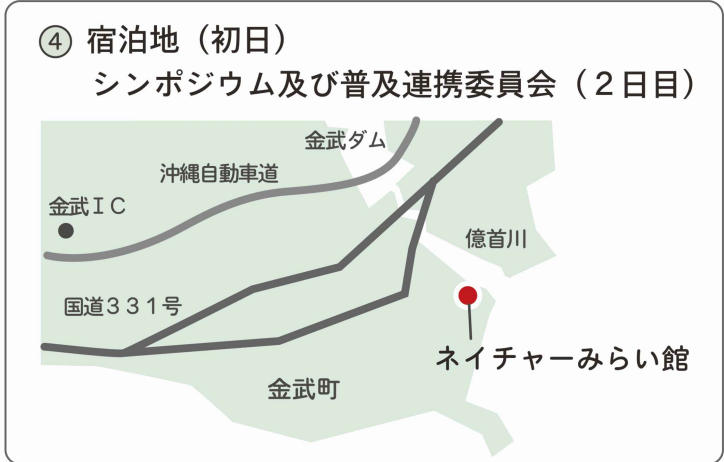 ④ 宿泊地（初日）
シンポジウム及び普及連携委員会（２日目）
金武ダム
沖縄自動車道
金武ＩＣ
億首川
国道３３１号
ネイチャーみらい館
金武町